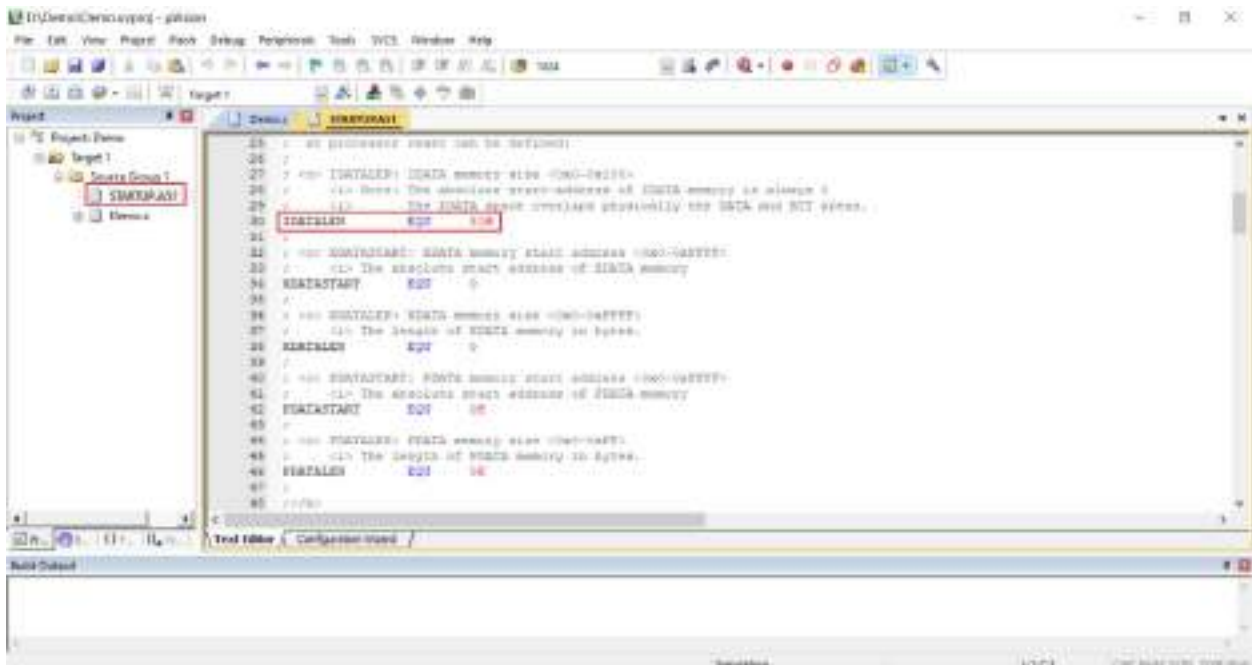 E:\Demo\Demo.uvproj - µVision
File Edit View Project Flash Debug Peripherals Tools SVCS Window Help
Target 1
Project
Demo.c STARTUP.A51
Project: Demo
Target 1
Source Group 1
STARTUP.A51
Demo.c
25 ; at processor reset can be defined:
26 ;
27 ; <o> IDATALEN: IDATA memory size <0x0-0x100>
28 ; <i> Note: The absolute start-address of IDATA memory is always 0
29 ; <i> The IDATA space overlaps physically the DATA and BIT areas.
30 IDATALEN EQU
31 ;
32 ; <o> XDATASTART: XDATA memory start address <0x0-0xFFFF>
33 ; <i> The absolute start address of XDATA memory
34 XDATASTART EQU 0
35 ;
36 ; <o> XDATALEN: XDATA memory size <0x0-0xFFFF>
37 ; <i> The length of XDATA memory in bytes.
38 XDATALEN EQU 0
39 ;
40 ; <o> PDATASTART: PDATA memory start address <0x0-0xFFFF>
41 ; <i> The absolute start address of PDATA memory
42 PDATASTART EQU 0H
43 ;
44 ; <o> PDATALEN: PDATA memory size <0x0-0xFF>
45 ; <i> The length of PDATA memory in bytes.
46 PDATALEN EQU 0H
47 ;
48 ;</h>
Text Editor Configuration Wizard
Build Output
Simulation